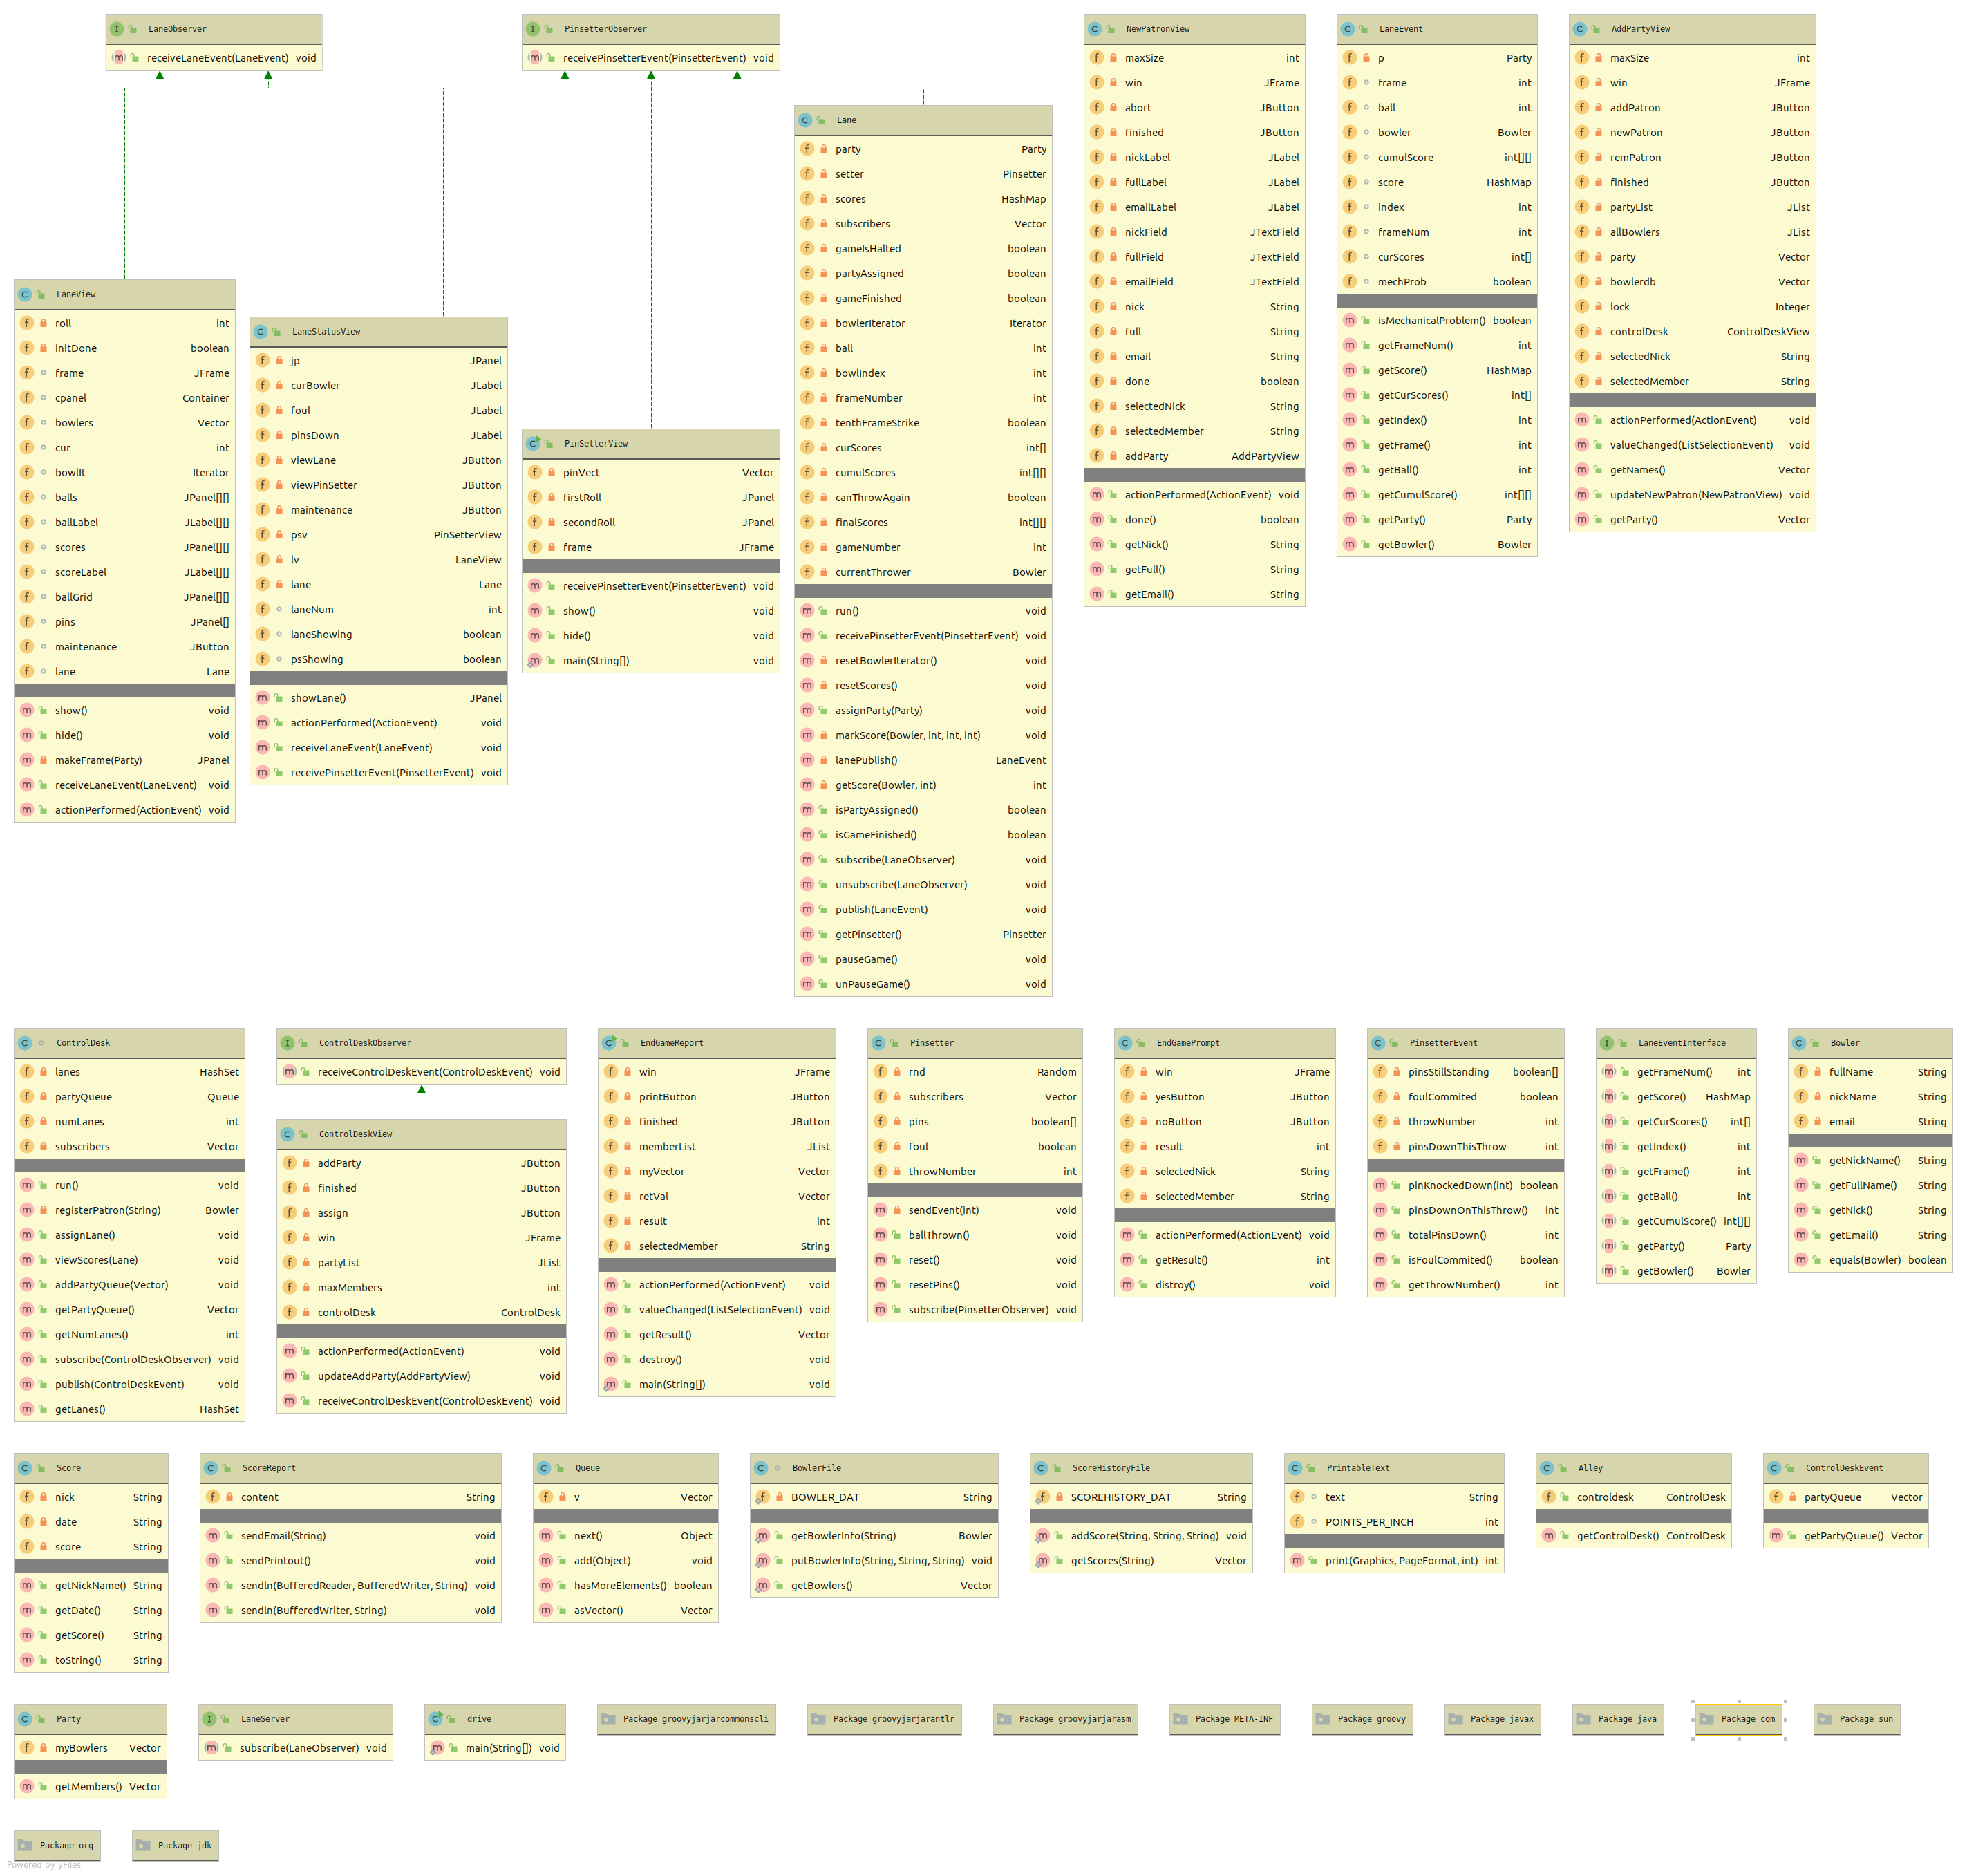 LaneObserver
receiveLaneEvent(LaneEvent) void
PinsetterObserver
receivePinsetterEvent(PinsetterEvent) void
NewPatronView
maxSize int
win JFrame
abort JButton
finished JButton
nickLabel JLabel
fullLabel JLabel
emailLabel JLabel
nickField JTextField
fullField JTextField
emailField JTextField
nick String
full String
email String
done boolean
selectedNick String
selectedMember String
addParty AddPartyView
actionPerformed(ActionEvent) void
done() boolean
getNick() String
getFull() String
getEmail() String
LaneEvent
p Party
frame int
ball int
bowler Bowler
cumulScore int[][]
score HashMap
index int
frameNum int
curScores int[]
mechProb boolean
isMechanicalProblem() boolean
getFrameNum() int
getScore() HashMap
getCurScores() int[]
getIndex() int
getFrame() int
getBall() int
getCumulScore() int[][]
getParty() Party
getBowler() Bowler
AddPartyView
maxSize int
win JFrame
addPatron JButton
newPatron JButton
remPatron JButton
finished JButton
partyList JList
allBowlers JList
party Vector
bowlerdb Vector
lock Integer
controlDesk ControlDeskView
selectedNick String
selectedMember String
actionPerformed(ActionEvent) void
valueChanged(ListSelectionEvent) void
getNames() Vector
updateNewPatron(NewPatronView) void
getParty() Vector
Lane
party Party
setter Pinsetter
scores HashMap
subscribers Vector
gameIsHalted boolean
partyAssigned boolean
gameFinished boolean
bowlerIterator Iterator
ball int
bowlIndex int
frameNumber int
tenthFrameStrike boolean
curScores int[]
cumulScores int[][]
canThrowAgain boolean
finalScores int[][]
gameNumber int
currentThrower Bowler
run() void
receivePinsetterEvent(PinsetterEvent) void
resetBowlerIterator() void
resetScores() void
assignParty(Party) void
markScore(Bowler, int, int, int) void
lanePublish() LaneEvent
getScore(Bowler, int) int
isPartyAssigned() boolean
isGameFinished() boolean
subscribe(LaneObserver) void
unsubscribe(LaneObserver) void
publish(LaneEvent) void
getPinsetter() Pinsetter
pauseGame() void
unPauseGame() void
LaneView
roll int
initDone boolean
frame JFrame
cpanel Container
bowlers Vector
cur int
bowlIt Iterator
balls JPanel[][]
ballLabel JLabel[][]
scores JPanel[][]
scoreLabel JLabel[][]
ballGrid JPanel[][]
pins JPanel[]
maintenance JButton
lane Lane
show() void
hide() void
makeFrame(Party) JPanel
receiveLaneEvent(LaneEvent) void
actionPerformed(ActionEvent) void
LaneStatusView
jp JPanel
curBowler JLabel
foul JLabel
pinsDown JLabel
viewLane JButton
viewPinSetter JButton
maintenance JButton
psv PinSetterView
lv LaneView
lane Lane
laneNum int
laneShowing boolean
psShowing boolean
showLane() JPanel
actionPerformed(ActionEvent) void
receiveLaneEvent(LaneEvent) void
receivePinsetterEvent(PinsetterEvent) void
PinSetterView
pinVect Vector
firstRoll JPanel
secondRoll JPanel
frame JFrame
receivePinsetterEvent(PinsetterEvent) void
show() void
hide() void
main(String[]) void
ControlDesk
lanes HashSet
partyQueue Queue
numLanes int
subscribers Vector
run() void
registerPatron(String) Bowler
assignLane() void
viewScores(Lane) void
addPartyQueue(Vector) void
getPartyQueue() Vector
getNumLanes() int
subscribe(ControlDeskObserver) void
publish(ControlDeskEvent) void
getLanes() HashSet
ControlDeskObserver
receiveControlDeskEvent(ControlDeskEvent) void
ControlDeskView
addParty JButton
finished JButton
assign JButton
win JFrame
partyList JList
maxMembers int
controlDesk ControlDesk
actionPerformed(ActionEvent) void
updateAddParty(AddPartyView) void
receiveControlDeskEvent(ControlDeskEvent) void
EndGameReport
win JFrame
printButton JButton
finished JButton
memberList JList
myVector Vector
retVal Vector
result int
selectedMember String
actionPerformed(ActionEvent) void
valueChanged(ListSelectionEvent) void
getResult() Vector
destroy() void
main(String[]) void
Pinsetter
rnd Random
subscribers Vector
pins boolean[]
foul boolean
throwNumber int
sendEvent(int) void
ballThrown() void
reset() void
resetPins() void
subscribe(PinsetterObserver) void
EndGamePrompt
win JFrame
yesButton JButton
noButton JButton
result int
selectedNick String
selectedMember String
actionPerformed(ActionEvent) void
getResult() int
distroy() void
PinsetterEvent
pinsStillStanding boolean[]
foulCommited boolean
throwNumber int
pinsDownThisThrow int
pinKnockedDown(int) boolean
pinsDownOnThisThrow() int
totalPinsDown() int
isFoulCommited() boolean
getThrowNumber() int
LaneEventInterface
getFrameNum() int
getScore() HashMap
getCurScores() int[]
getIndex() int
getFrame() int
getBall() int
getCumulScore() int[][]
getParty() Party
getBowler() Bowler
Bowler
fullName String
nickName String
email String
getNickName() String
getFullName() String
getNick() String
getEmail() String
equals(Bowler) boolean
Score
nick String
date String
score String
getNickName() String
getDate() String
getScore() String
toString() String
ScoreReport
content String
sendEmail(String) void
sendPrintout() void
sendln(BufferedReader, BufferedWriter, String) void
sendln(BufferedWriter, String) void
Queue
v Vector
next() Object
add(Object) void
hasMoreElements() boolean
asVector() Vector
BowlerFile
BOWLER_DAT String
getBowlerInfo(String) Bowler
putBowlerInfo(String, String, String) void
getBowlers() Vector
ScoreHistoryFile
SCOREHISTORY_DAT String
addScore(String, String, String) void
getScores(String) Vector
PrintableText
text String
POINTS_PER_INCH int
print(Graphics, PageFormat, int) int
Alley
controldesk ControlDesk
getControlDesk() ControlDesk
ControlDeskEvent
partyQueue Vector
getPartyQueue() Vector
Party
myBowlers Vector
getMembers() Vector
LaneServer
subscribe(LaneObserver) void
drive
main(String[]) void
Package groovyjarjarcommonscli
Package groovyjarjarantlr
Package groovyjarjarasm
Package META-INF
Package groovy
Package javax
Package java
Package com
Package sun
Package org
Package jdk
Powered by yFiles